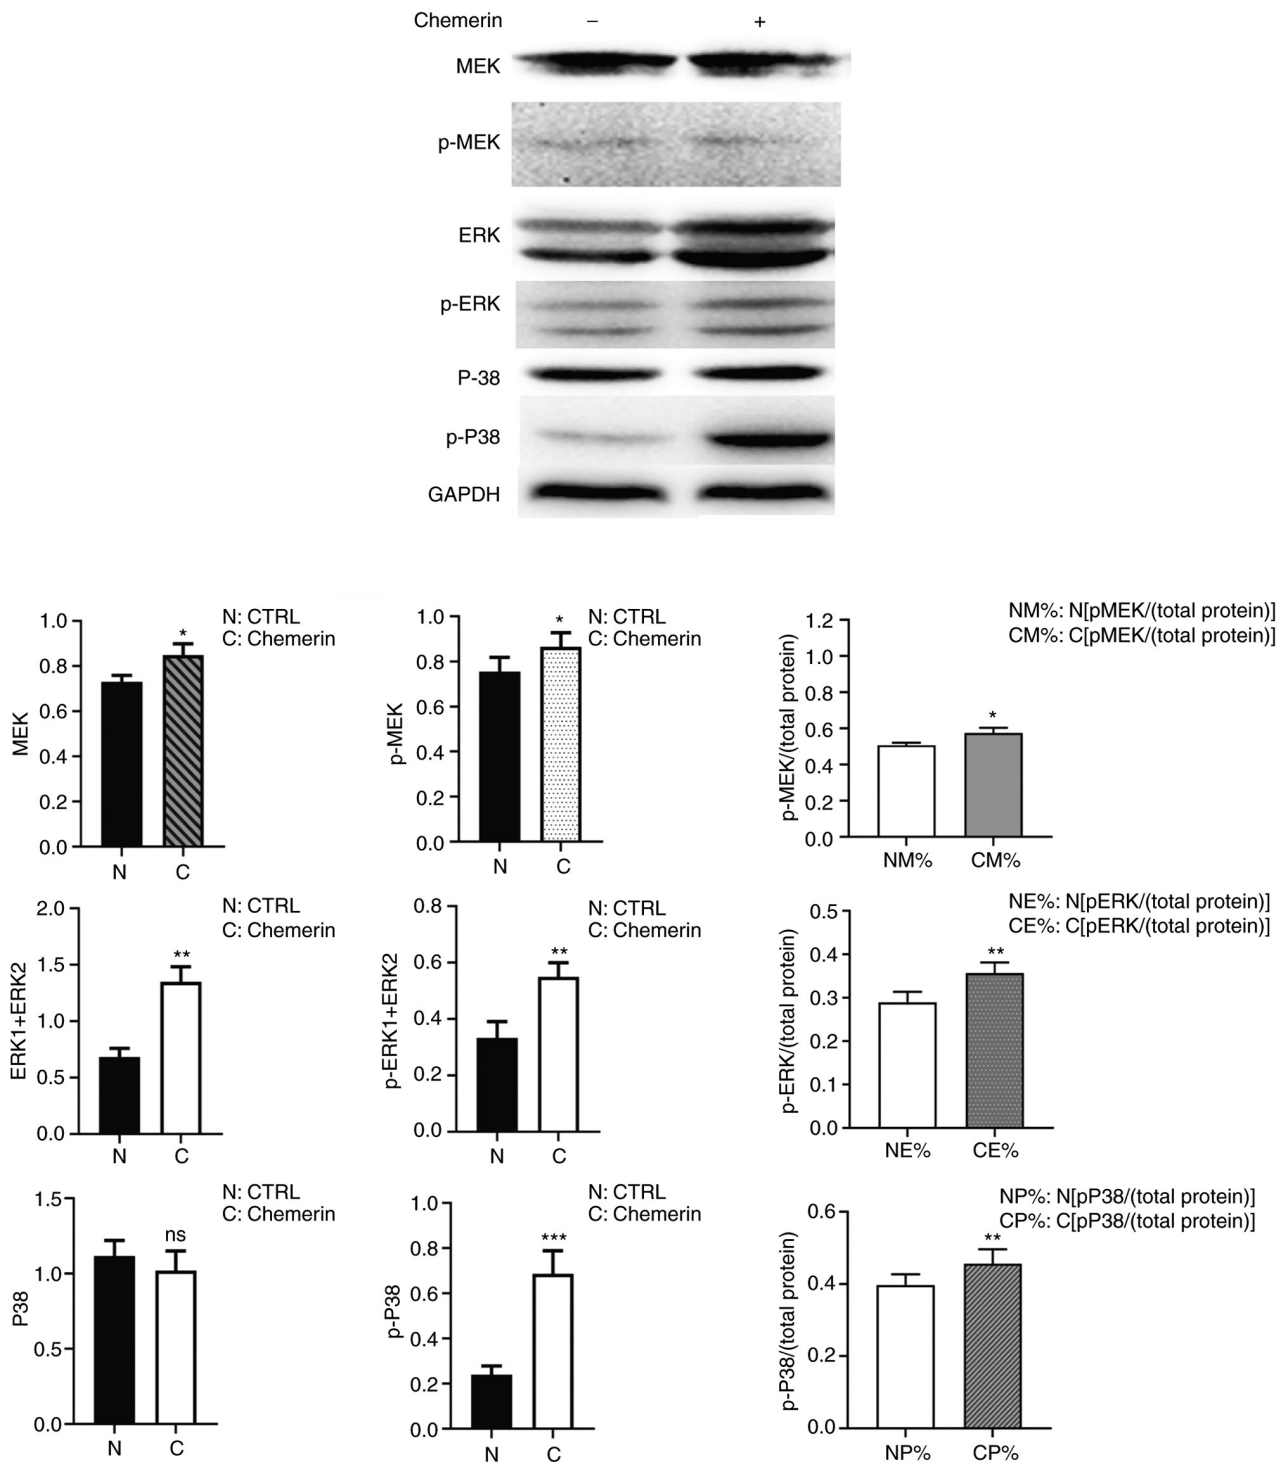 Chemerin – +
MEK
p-MEK
ERK
p-ERK
P-38
p-P38
GAPDH
N: CTRL
C: Chemerin
MEK
1.0
0.8
0.6
0.4
0.2
0.0
*
N C
N: CTRL
C: Chemerin
p-MEK
1.0
0.8
0.6
0.4
0.2
0.0
*
N C
NM%: N[pMEK/(total protein)]
CM%: C[pMEK/(total protein)]
p-MEK/(total protein)
1.2
1.0
0.8
0.6
0.4
0.2
0.0
*
NM% CM%
N: CTRL
C: Chemerin
ERK1+ERK2
2.0
1.5
1.0
0.5
0.0
**
N C
N: CTRL
C: Chemerin
p-ERK1+ERK2
0.8
0.6
0.4
0.2
0.0
**
N C
NE%: N[pERK/(total protein)]
CE%: C[pERK/(total protein)]
p-ERK/(total protein)
0.5
0.4
0.3
0.2
0.1
0.0
**
NE% CE%
N: CTRL
C: Chemerin
P38
1.5
1.0
0.5
0.0
ns
N C
N: CTRL
C: Chemerin
p-P38
1.0
0.8
0.6
0.4
0.2
0.0
***
N C
NP%: N[pP38/(total protein)]
CP%: C[pP38/(total protein)]
p-P38/(total protein)
0.6
0.4
0.2
0.0
**
NP% CP%